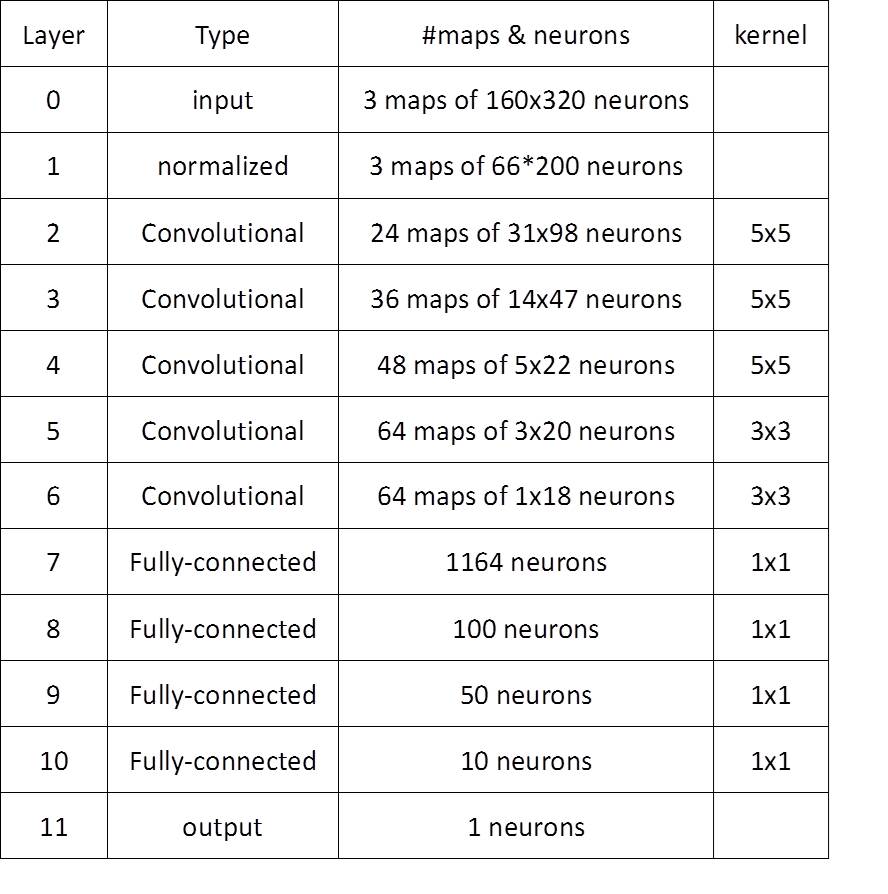 Layer Type #maps & neurons kernel
0 input 3 maps of 160x320 neurons
1 normalized 3 maps of 66*200 neurons
2 Convolutional 24 maps of 31x98 neurons 5x5
3 Convolutional 36 maps of 14x47 neurons 5x5
4 Convolutional 48 maps of 5x22 neurons 5x5
5 Convolutional 64 maps of 3x20 neurons 3x3
6 Convolutional 64 maps of 1x18 neurons 3x3
7 Fully-connected 1164 neurons 1x1
8 Fully-connected 100 neurons 1x1
9 Fully-connected 50 neurons 1x1
10 Fully-connected 10 neurons 1x1
11 output 1 neurons